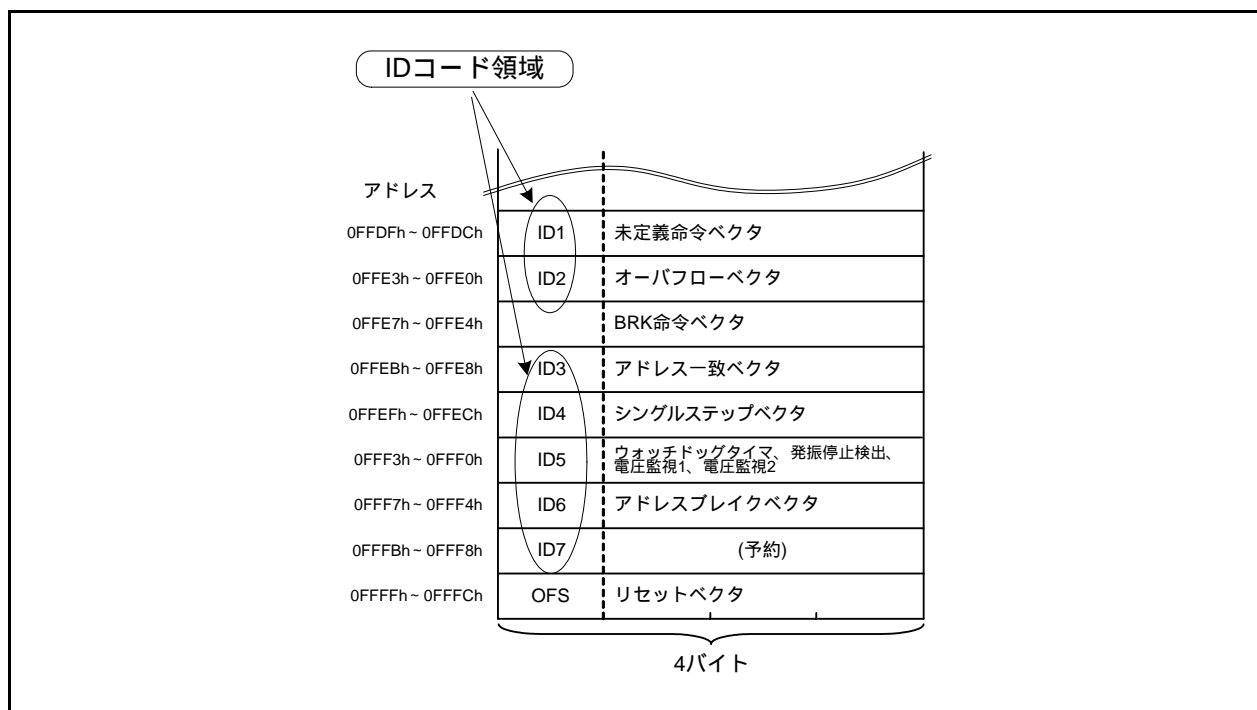 IDコード領域
アドレス
0FFDFh~0FFDCh ID1 未定義命令ベクタ
0FFE3h~0FFE0h ID2 オーバフローベクタ
0FFE7h~0FFE4h BRK命令ベクタ
0FFEBh~0FFE8h ID3 アドレス一致ベクタ
0FFEFh~0FFECh ID4 シングルステップベクタ
0FFF3h~0FFF0h ID5 ウォッチドッグタイマ、発振停止検出、
電圧監視1、電圧監視2
0FFF7h~0FFF4h ID6 アドレスブレイクベクタ
0FFFBh~0FFF8h ID7 (予約)
0FFFFh~0FFFCh OFS リセットベクタ
4バイト